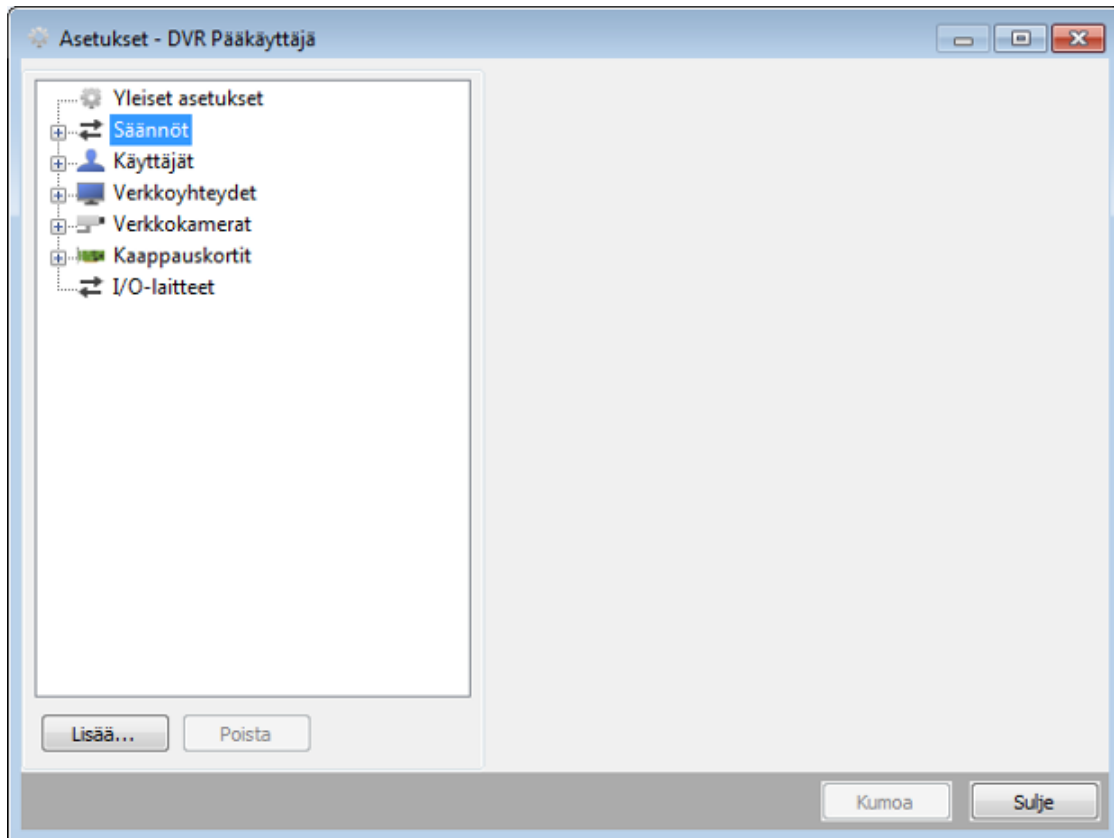 Asetukset - DVR Pääkäyttäjä
Yleiset asetukset
Säännöt
Käyttäjät
Verkkoyhteydet
Verkkokamerat
Kaappauskortit
I/O-laitteet
Lisää...
Poista
Kumoa
Sulje